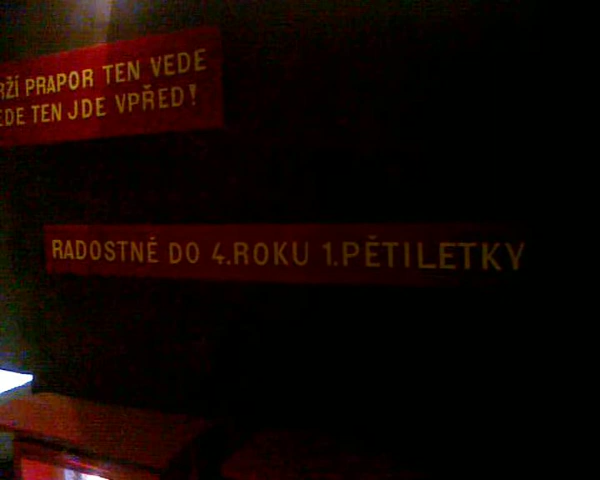 PRAPOR TEN VEDE
TEN JDE VPŘED!
RADOSTNĚ DO 4.ROKU 1.PĚTILETKY